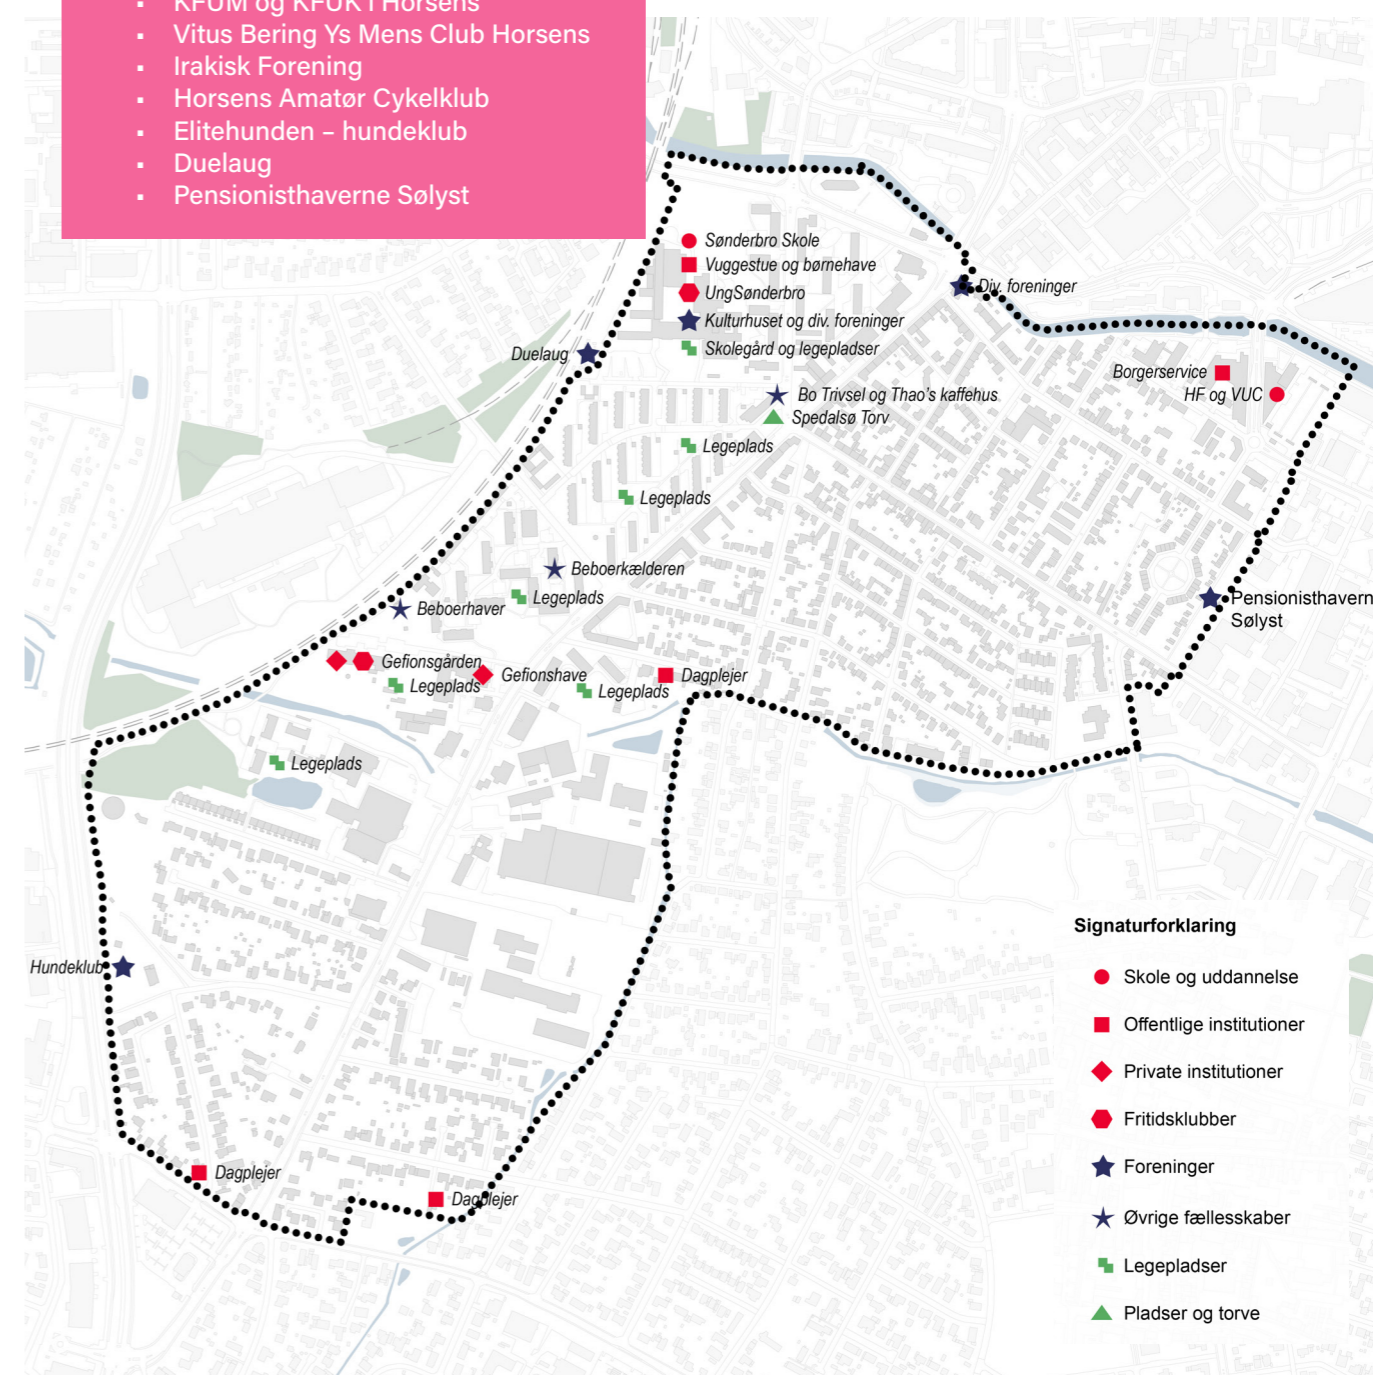 KFUM og KFUK i Horsens
Vitus Bering Ys Mens Club Horsens
Irakisk Forening
Horsens Amatør Cykelklub
Elitehunden – hundeklub
Duelaug
Pensionisthaverne Sølyst
Sønderbro Skole
Vuggestue og børnehave
UngSønderbro
Kulturhuset og div. foreninger
Skolegård og legepladser
Div. foreninger
Duelaug
Borgerservice
HF og VUC
Bo Trivsel og Thao's kaffehus
Spedalsø Torv
Legeplads
Legeplads
Beboerkælderen
Legeplads
Beboerhaver
Pensionisthavern
Sølyst
Gefionsgården
Legeplads
Gefionshave
Legeplads
Dagplejer
Legeplads
Hundeklub
Dagplejer
Dagplejer
Signaturforklaring
Skole og uddannelse
Offentlige institutioner
Private institutioner
Fritidsklubber
Foreninger
Øvrige fællesskaber
Legepladser
Pladser og torve